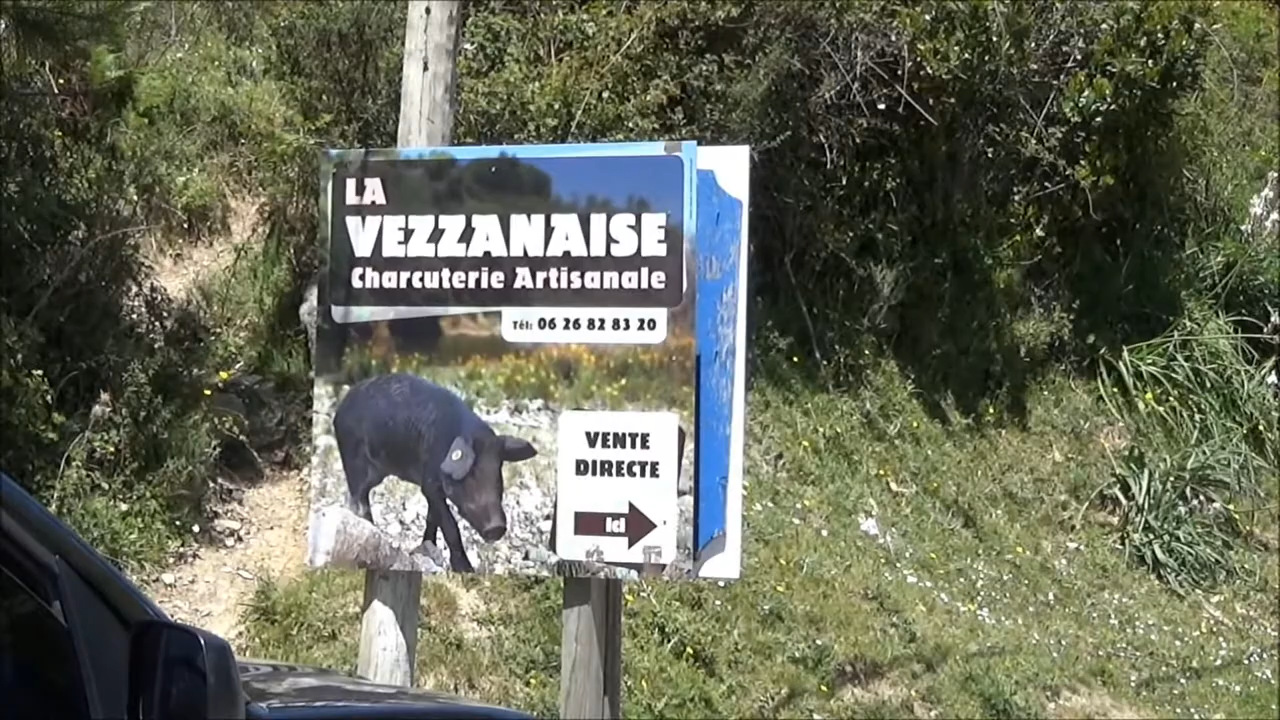 LA
VEZZANAISE
Charcuterie Artisanale
Tél: 06 26 82 83 20
VENTE
DIRECTE
Ici